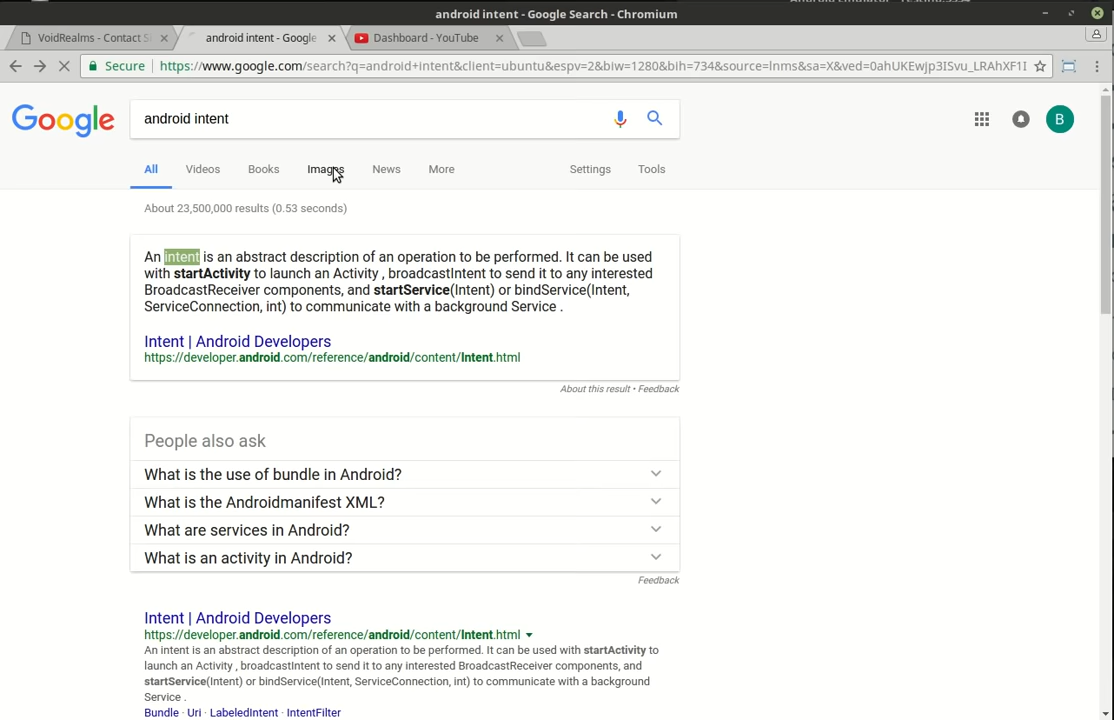 android intent - Google Search - Chromium
VoidRealms - Contact S
android intent - Google
Dashboard - YouTube
Secure
https://www.google.com/search?q=android+intent&client=ubuntu&espv=2&biw=1280&bih=734&source=lnms&sa=X&ved=0ahUKEwjp3ISvu_LRAhXF1I
Google
android intent
B
All Videos Books Images News More Settings Tools
About 23,500,000 results (0.53 seconds)
An intent is an abstract description of an operation to be performed. It can be used
with startActivity to launch an Activity , broadcastIntent to send it to any interested
BroadcastReceiver components, and startService(Intent) or bindService(Intent,
ServiceConnection, int) to communicate with a background Service .
Intent | Android Developers
https://developer.android.com/reference/android/content/Intent.html
About this result • Feedback
People also ask
What is the use of bundle in Android?
What is the Androidmanifest XML?
What are services in Android?
What is an activity in Android?
Feedback
Intent | Android Developers
https://developer.android.com/reference/android/content/Intent.html
An intent is an abstract description of an operation to be performed. It can be used with startActivity to
launch an Activity , broadcastIntent to send it to any interested BroadcastReceiver components, and
startService(Intent) or bindService(Intent, ServiceConnection, int) to communicate with a background
Service .
Bundle · Uri · LabeledIntent · IntentFilter